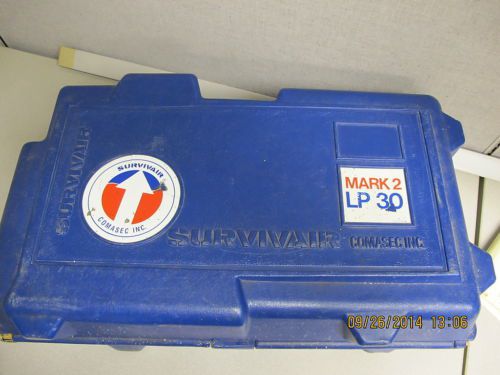 SURVIVAIR
SURVIVAIR
COMASEC INC.
MARK 2
LP 30
SURVIVAIR COMASEC INC.
09/26/2014 13:06